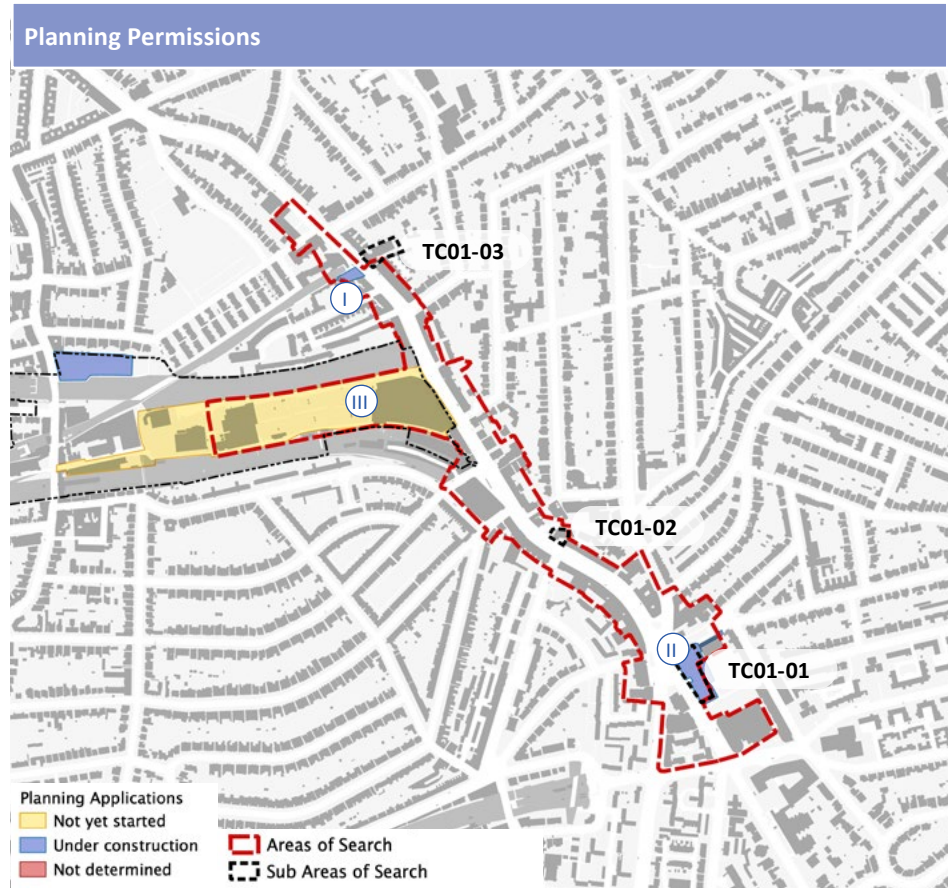 Planning Permissions
TC01-03
I
III
TC01-02
II
TC01-01
Planning Applications
Not yet started
Under construction
Not determined
Areas of Search
Sub Areas of Search